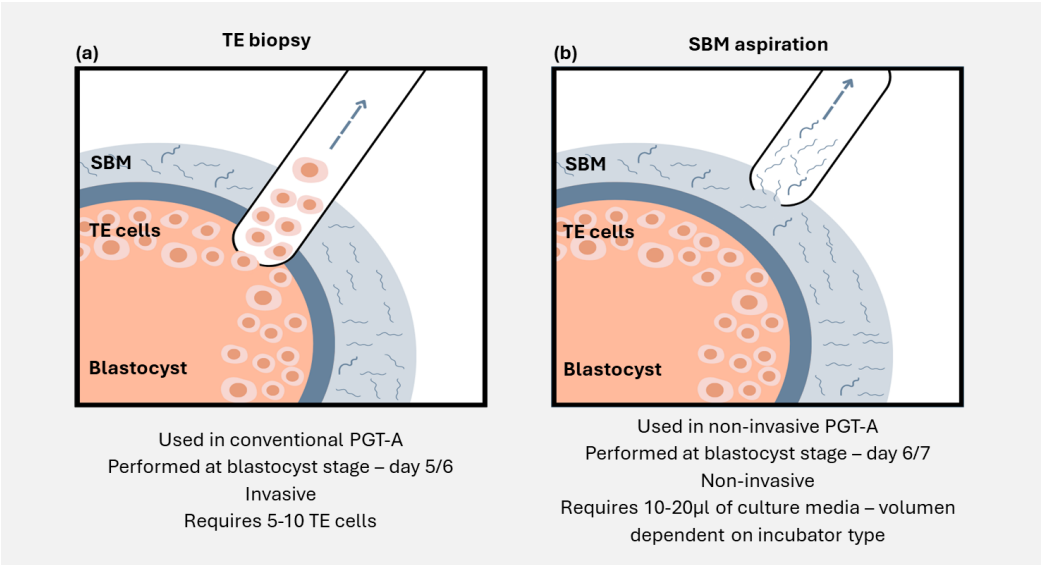 TE biopsy
(a)
SBM
TE cells
Blastocyst
Used in conventional PGT-A
Performed at blastocyst stage – day 5/6
Invasive
Requires 5-10 TE cells
SBM aspiration
(b)
SBM
TE cells
Blastocyst
Used in non-invasive PGT-A
Performed at blastocyst stage – day 6/7
Non-invasive
Requires 10-20µl of culture media – volumen
dependent on incubator type